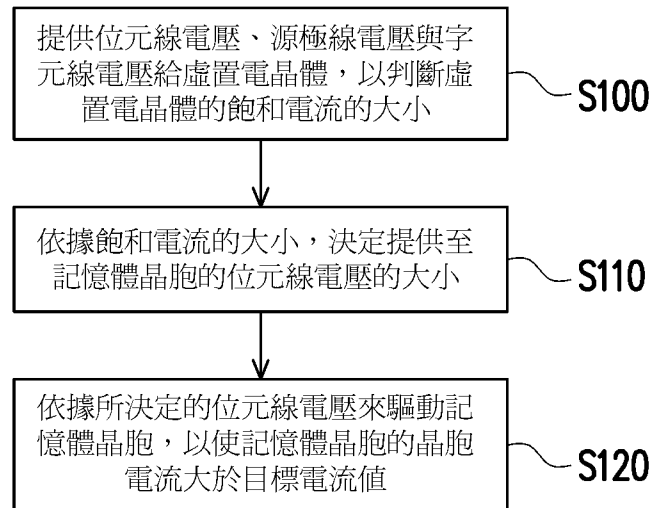 提供位元線電壓、源極線電壓與字
元線電壓給虛置電晶體，以判斷虛
置電晶體的飽和電流的大小
S100
依據飽和電流的大小，決定提供至
記憶體晶胞的位元線電壓的大小
S110
依據所決定的位元線電壓來驅動記
憶體晶胞，以使記憶體晶胞的晶胞
電流大於目標電流值
S120